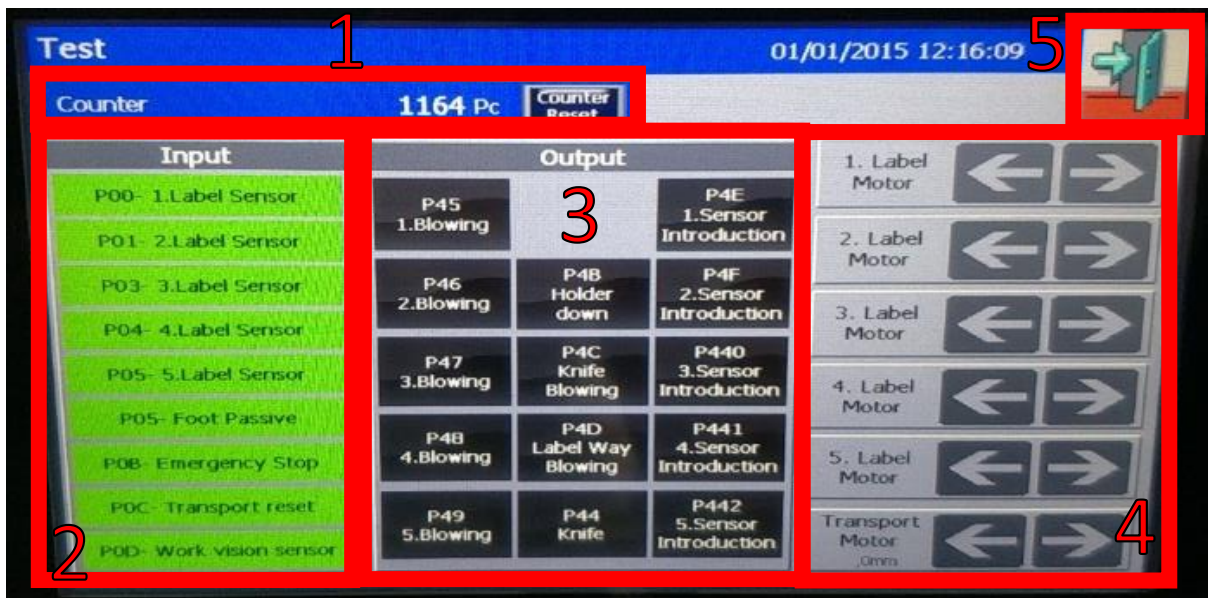 Test
1
01/01/2015 12:16:09
5
Counter
1164 Pc
Counter
Reset
Input
P00- 1.Label Sensor
P01- 2.Label Sensor
P03- 3.Label Sensor
P04- 4.Label Sensor
P05- 5.Label Sensor
P05- Foot Passive
P0B- Emergency Stop
P0C- Transport reset
P0D- Work vision sensor
2
Output
3
P45
1.Blowing
P4E
1.Sensor
Introduction
P46
2.Blowing
P4B
Holder
down
P4F
2.Sensor
Introduction
P47
3.Blowing
P4C
Knife
Blowing
P440
3.Sensor
Introduction
P48
4.Blowing
P4D
Label Way
Blowing
P441
4.Sensor
Introduction
P49
5.Blowing
P44
Knife
P442
5.Sensor
Introduction
1. Label
Motor
2. Label
Motor
3. Label
Motor
4. Label
Motor
5. Label
Motor
Transport
Motor
,0mm
4